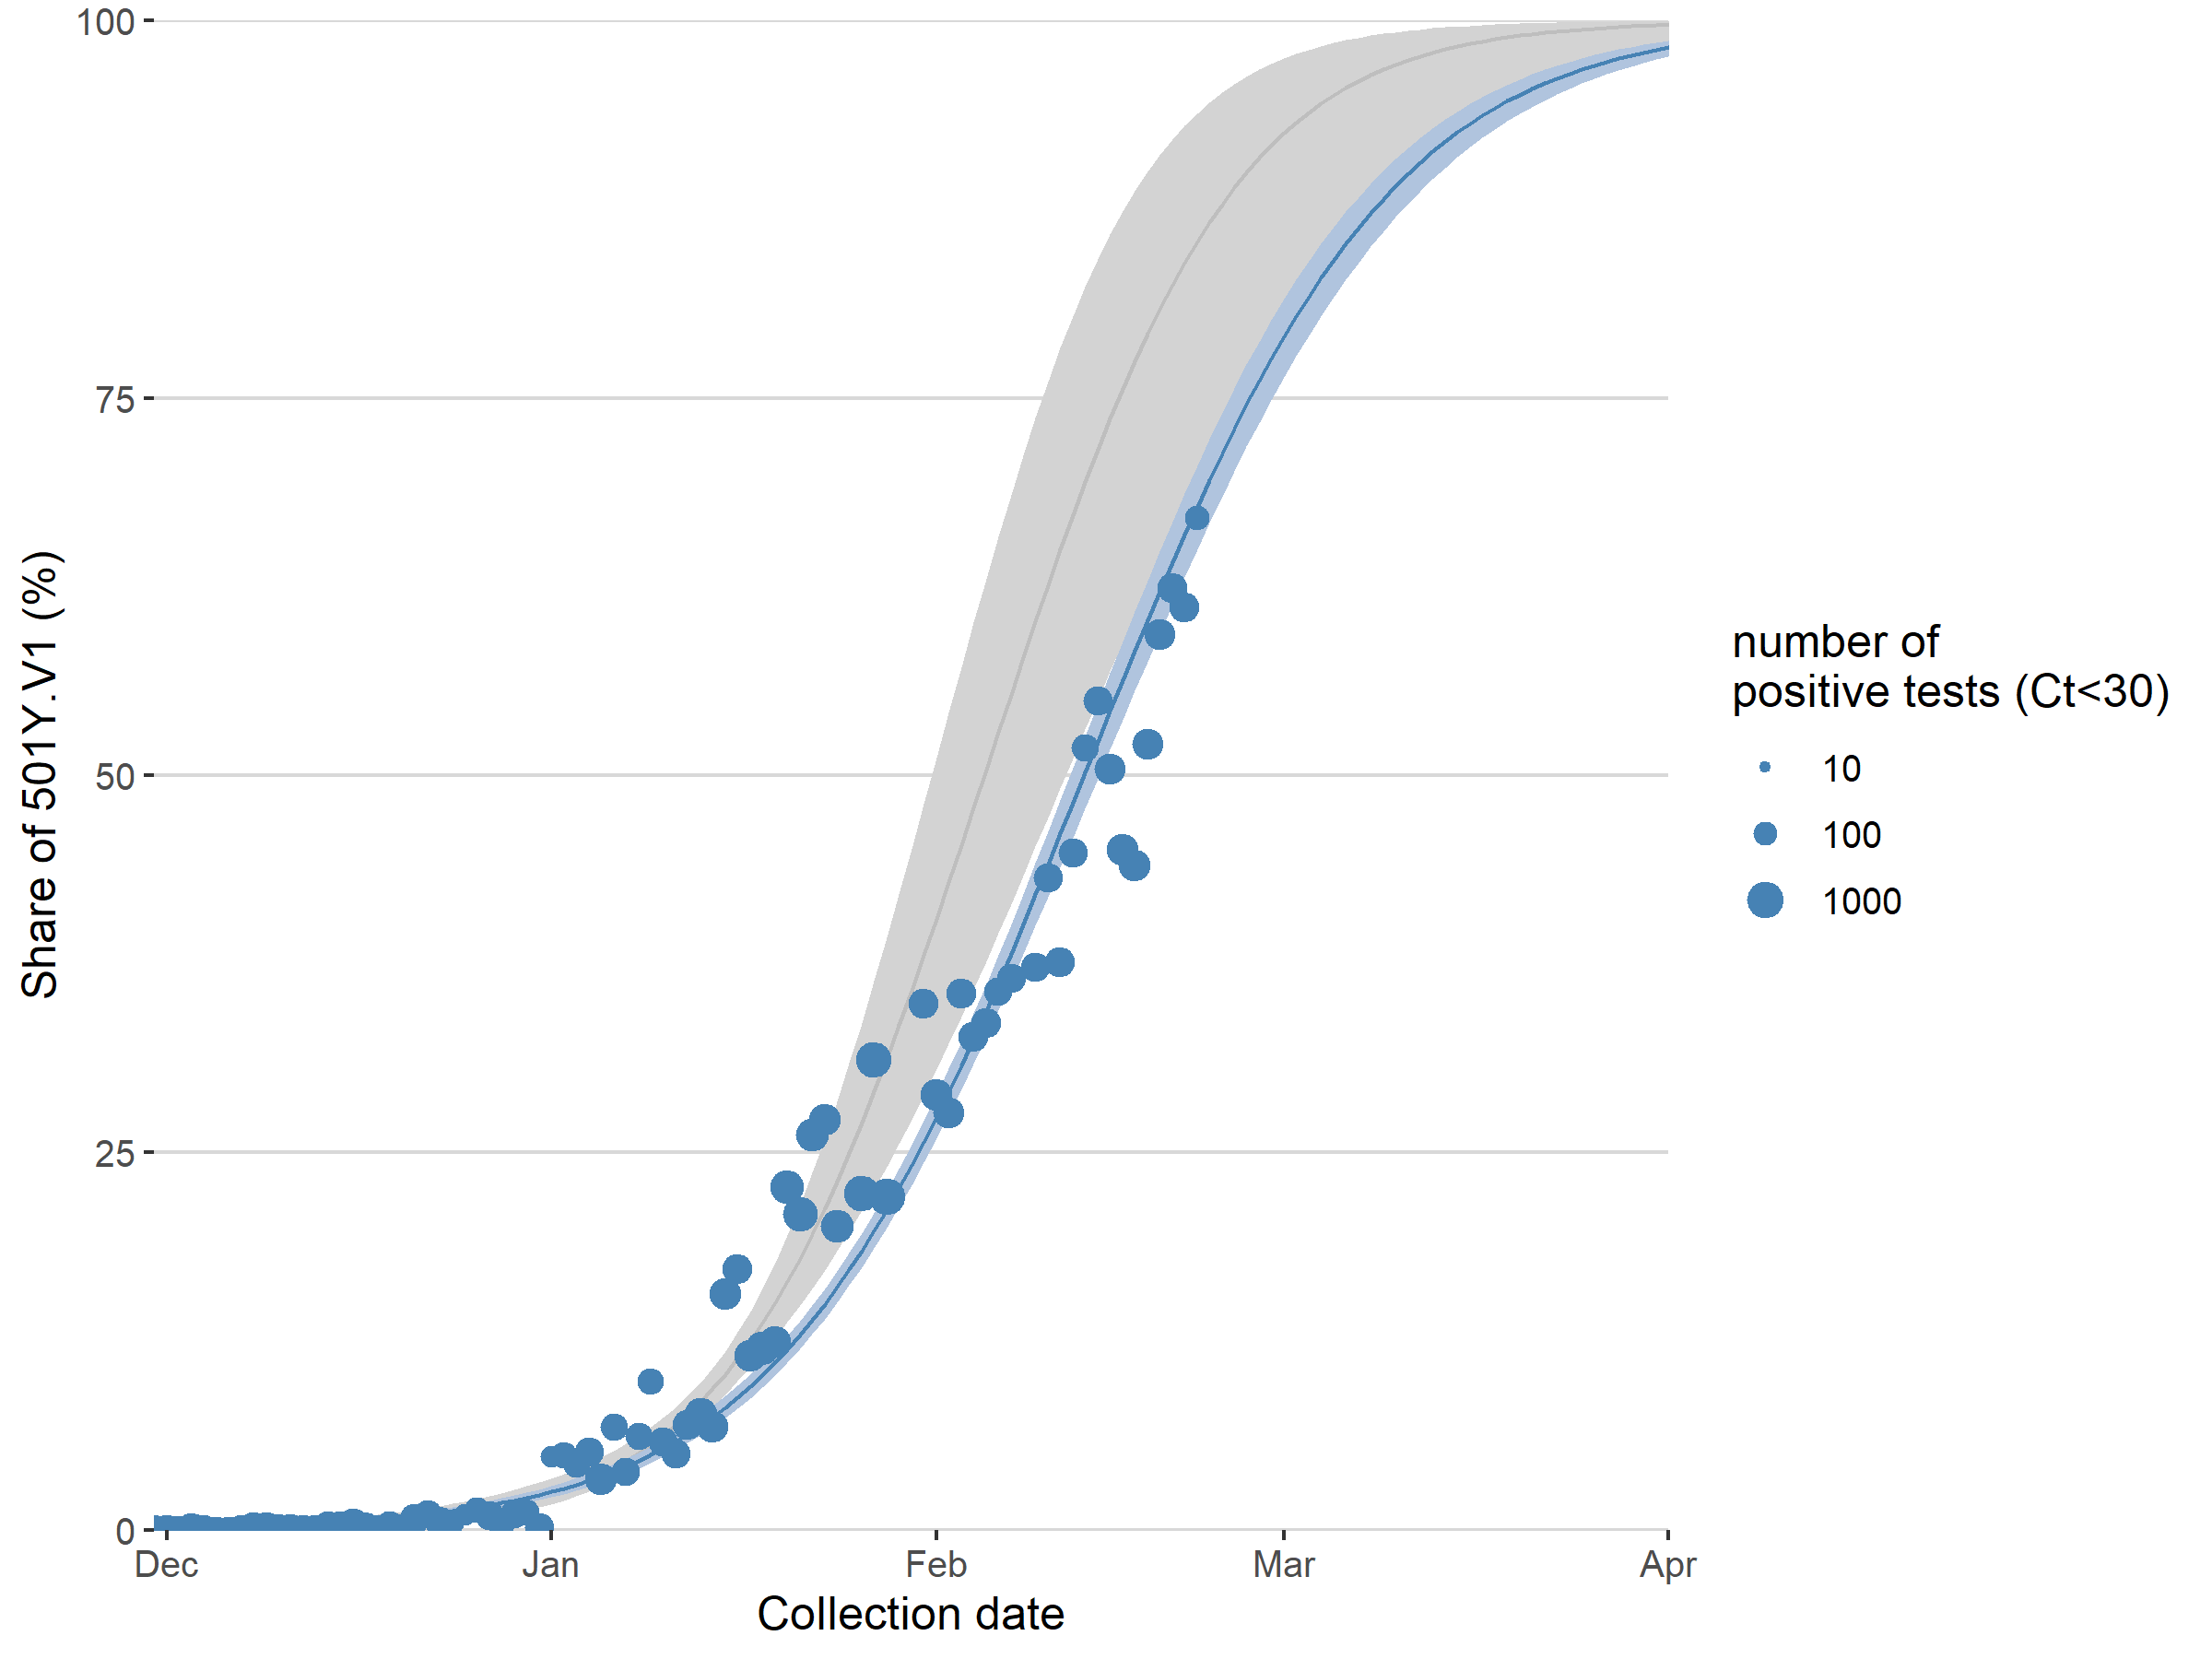 100
75
50
25
0
Share of 501Y.V1 (%)
Dec Jan Feb Mar Apr
Collection date
number of
positive tests (Ct<30)
10
100
1000